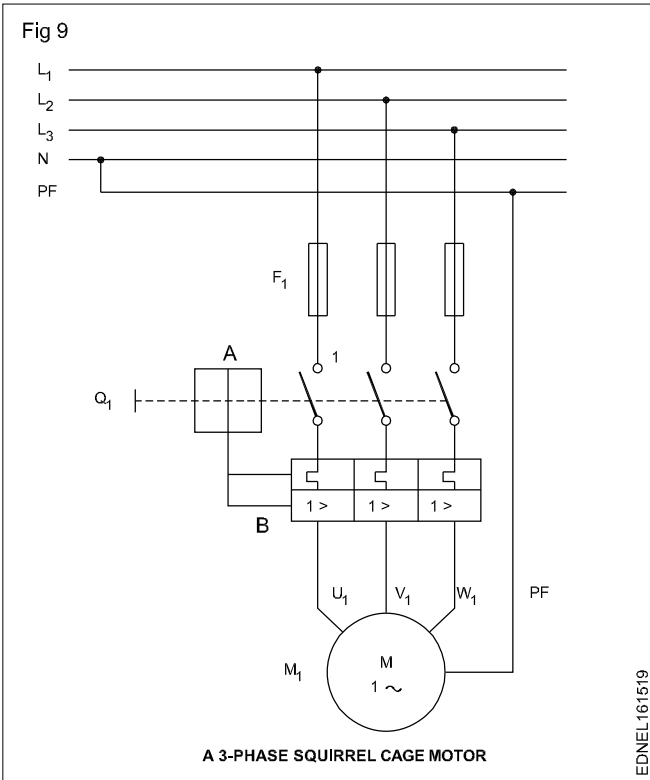 Fig 9
L1
L2
L3
N
PF
F1
A
1
Q1
1 > 1 > 1 >
B
U1 V1 W1 PF
M1 M
1 ~
A 3-PHASE SQUIRREL CAGE MOTOR
EDNEL161519